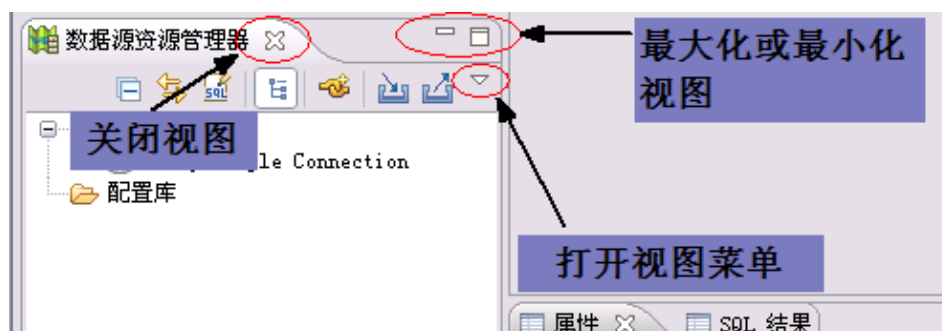 数据源资源管理器
最大化或最小化
视图
SQL
关闭视图
le Connection
配置库
打开视图菜单
属性
SQL 结果